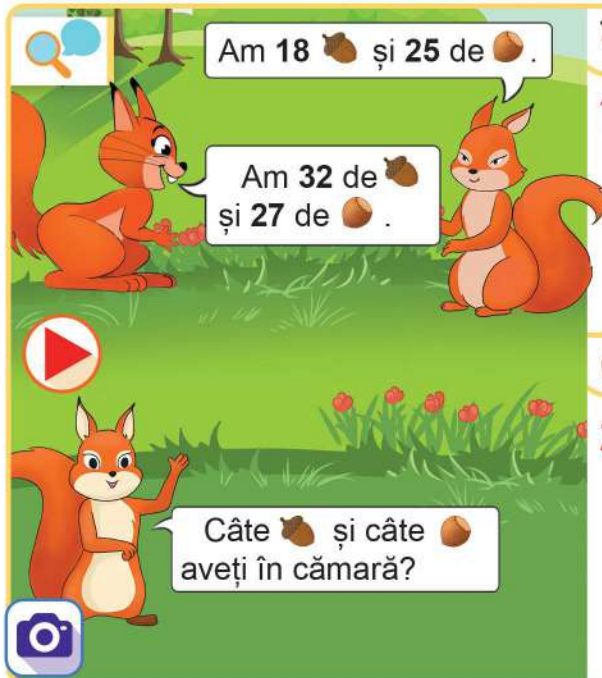 Am 18 și 25 de .
Am 32 de
și 27 de .
Câte și câte
aveți în cămară?